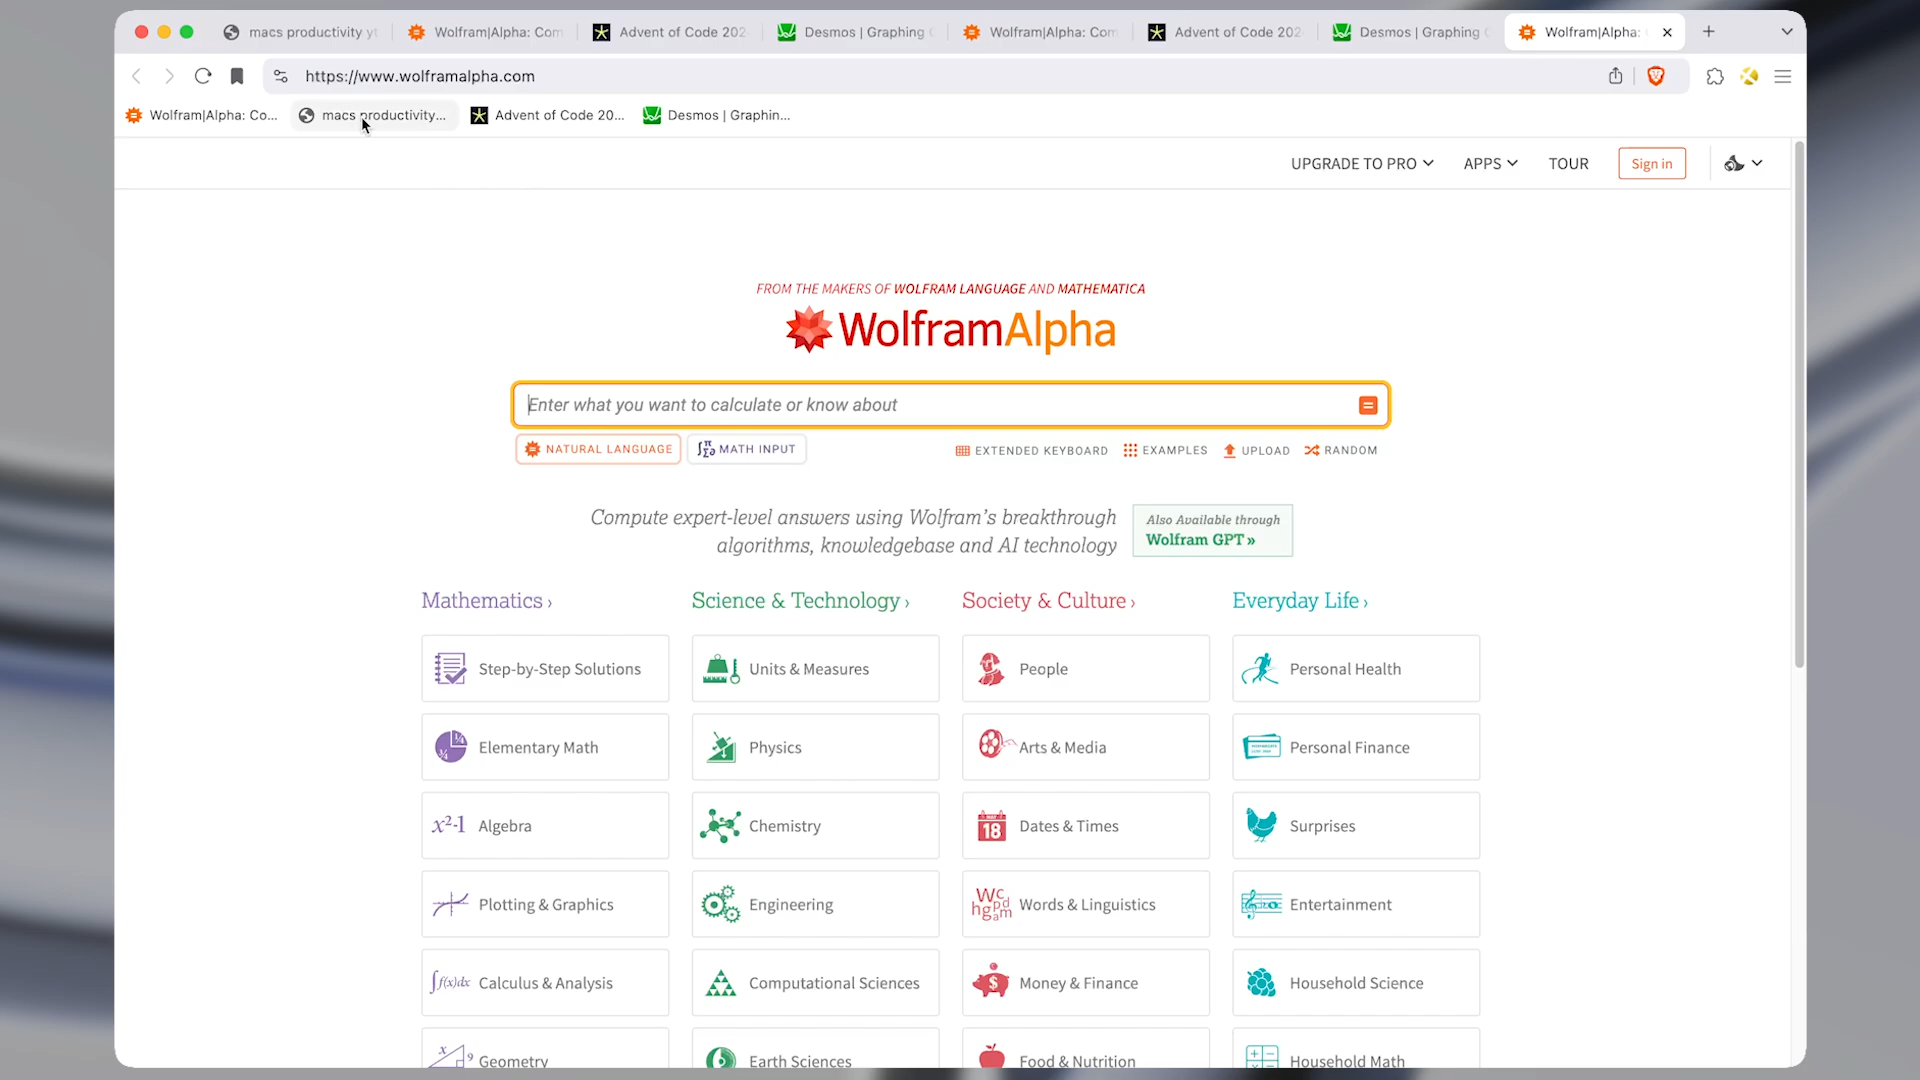 macs productivity yt
Wolfram|Alpha: Com
Advent of Code 202
Desmos | Graphing C
Wolfram|Alpha: Com
Advent of Code 202
Desmos | Graphing C
Wolfram|Alpha:
https://www.wolframalpha.com
Wolfram|Alpha: Co...
macs productivity...
Advent of Code 20...
Desmos | Graphin...
UPGRADE TO PRO
APPS
TOUR
Sign in
FROM THE MAKERS OF WOLFRAM LANGUAGE AND MATHEMATICA
WolframAlpha
Enter what you want to calculate or know about
NATURAL LANGUAGE
MATH INPUT
EXTENDED KEYBOARD
EXAMPLES
UPLOAD
RANDOM
Compute expert-level answers using Wolfram's breakthrough
algorithms, knowledgebase and AI technology
Also Available through
Wolfram GPT »
Mathematics ›
Science & Technology ›
Society & Culture ›
Everyday Life ›
Step-by-Step Solutions
Units & Measures
People
Personal Health
Elementary Math
Physics
Arts & Media
Personal Finance
Algebra
Chemistry
Dates & Times
Surprises
Plotting & Graphics
Engineering
Words & Linguistics
Entertainment
Calculus & Analysis
Computational Sciences
Money & Finance
Household Science
Geometry
Earth Sciences
Food & Nutrition
Household Math